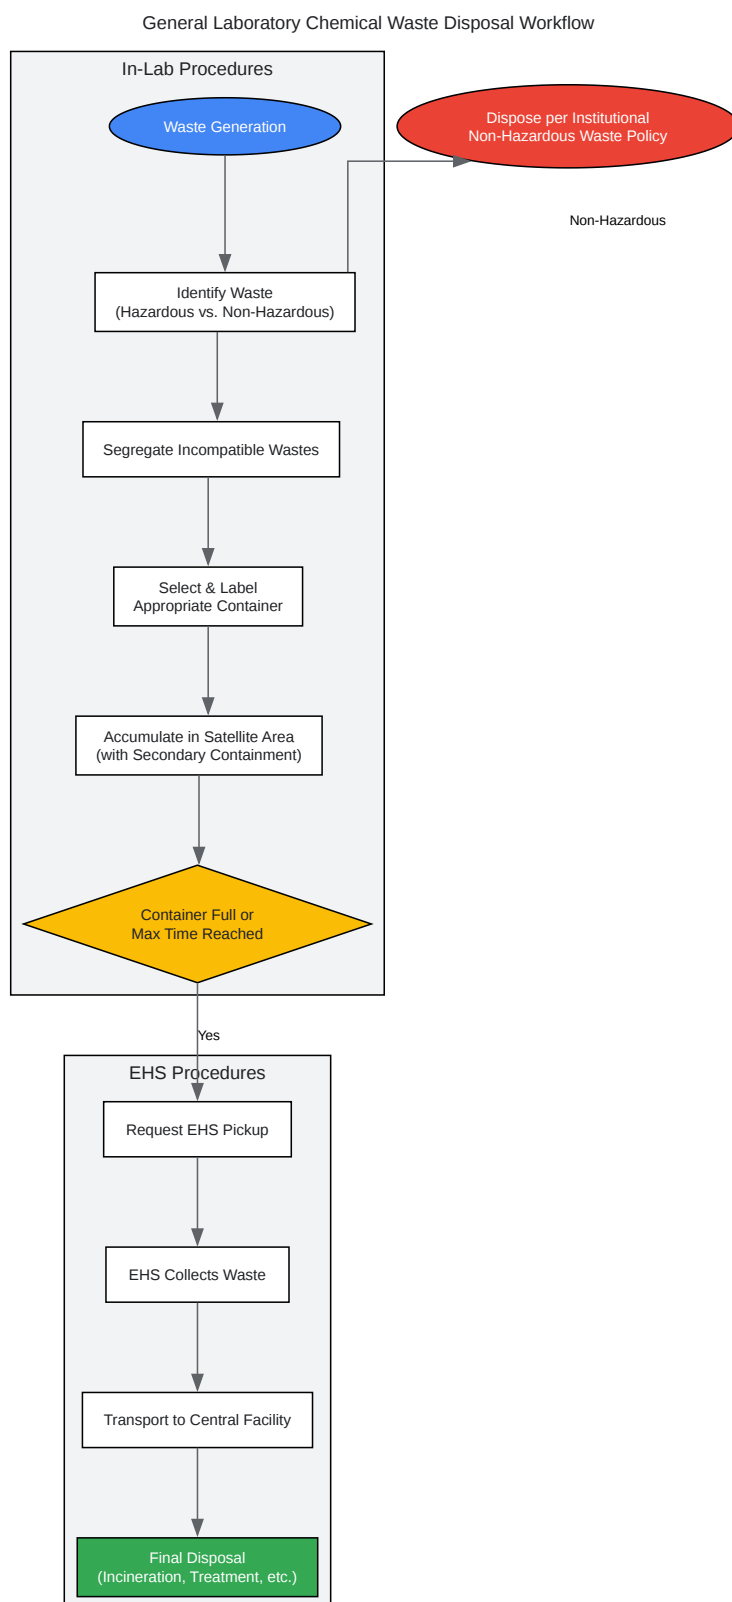 General Laboratory Chemical Waste Disposal Workflow
In-Lab Procedures
Waste Generation
Dispose per Institutional
Non-Hazardous Waste Policy
Non-Hazardous
Identify Waste
(Hazardous vs. Non-Hazardous)
Segregate Incompatible Wastes
Select & Label
Appropriate Container
Accumulate in Satellite Area
(with Secondary Containment)
Container Full or
Max Time Reached
Yes
EHS Procedures
Request EHS Pickup
EHS Collects Waste
Transport to Central Facility
Final Disposal
(Incineration, Treatment, etc.)